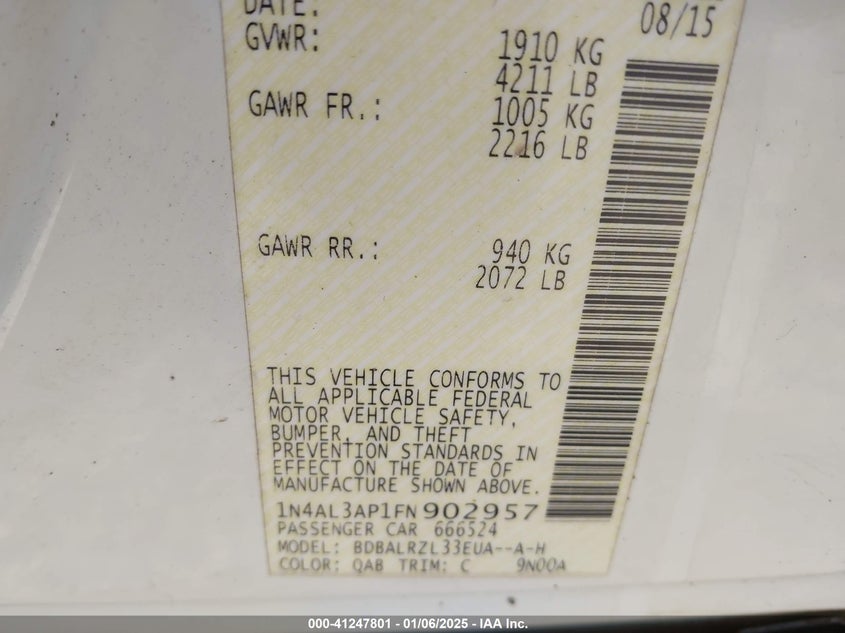 DATE:
08/15
GVWR: 1910 KG
4211 LB
GAWR FR.: 1005 KG
2216 LB
GAWR RR.: 940 KG
2072 LB
THIS VEHICLE CONFORMS TO
ALL APPLICABLE FEDERAL
MOTOR VEHICLE SAFETY,
BUMPER, AND THEFT
PREVENTION STANDARDS IN
EFFECT ON THE DATE OF
MANUFACTURE SHOWN ABOVE.
1N4AL3AP1FN902957
PASSENGER CAR 666524
MODEL: BDBALRZL33EUA--A-H
COLOR: QAB TRIM: C 9N00A
000-41247801 - 01/06/2025 - IAA Inc.